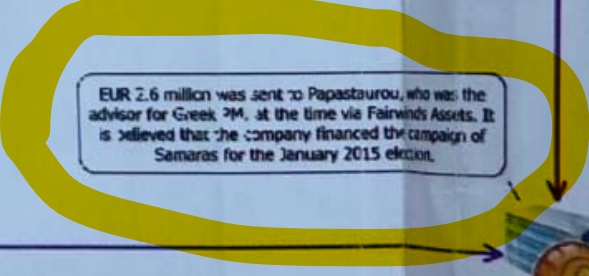 EUR 2.6 million was sent to Papastaurou, who was the
advisor for Greek PM, at the time via Fairwinds Assets. It
is believed that the company financed the campaign of
Samaras for the January 2015 election.